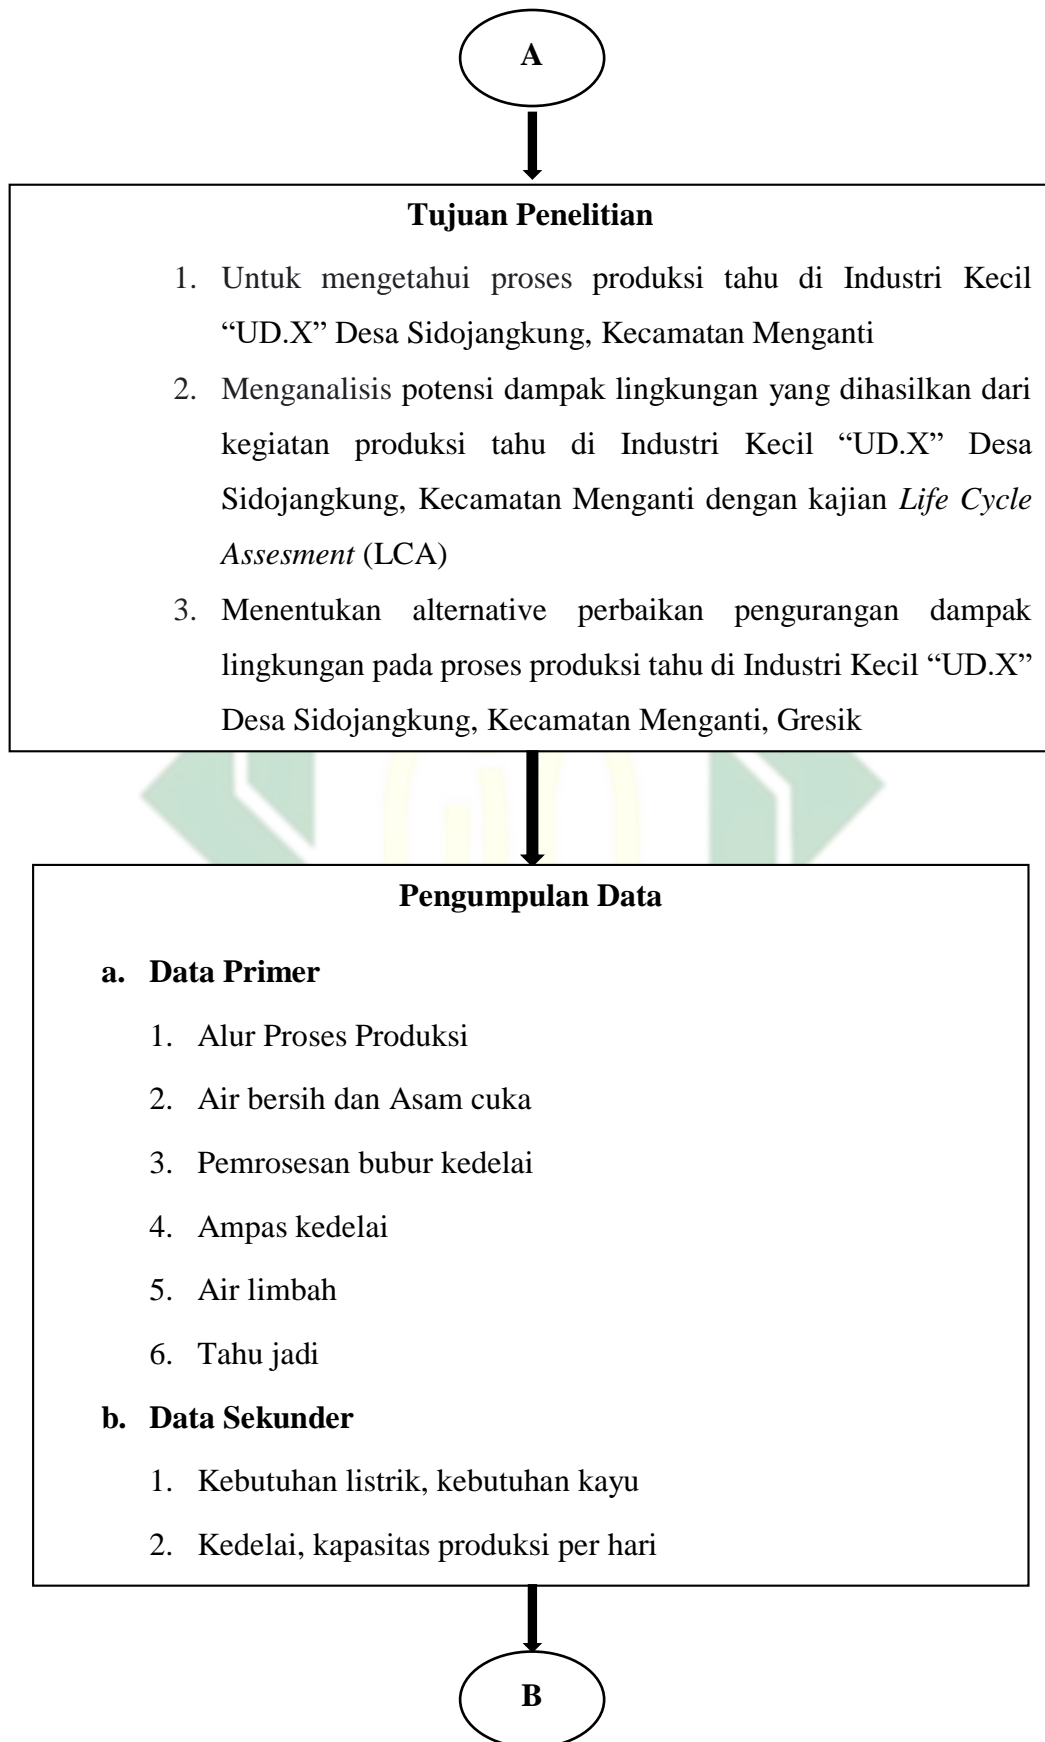 A
Tujuan Penelitian
1. Untuk mengetahui proses produksi tahu di Industri Kecil
“UD.X” Desa Sidojangkung, Kecamatan Menganti
2. Menganalisis potensi dampak lingkungan yang dihasilkan dari
kegiatan produksi tahu di Industri Kecil “UD.X” Desa
Sidojangkung, Kecamatan Menganti dengan kajian Life Cycle
Assesment (LCA)
3. Menentukan alternative perbaikan pengurangan dampak
lingkungan pada proses produksi tahu di Industri Kecil “UD.X”
Desa Sidojangkung, Kecamatan Menganti, Gresik
Pengumpulan Data
a. Data Primer
1. Alur Proses Produksi
2. Air bersih dan Asam cuka
3. Pemrosesan bubur kedelai
4. Ampas kedelai
5. Air limbah
6. Tahu jadi
b. Data Sekunder
1. Kebutuhan listrik, kebutuhan kayu
2. Kedelai, kapasitas produksi per hari
B